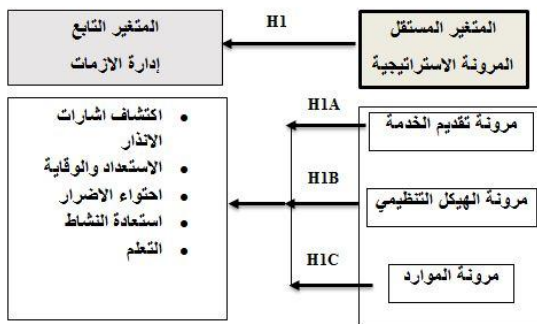 المتغير المستقل
المرونة الاستراتيجية
H1
المتغير التابع
إدارة الازمات
مرونة تقديم الخدمة
مرونة الهيكل التنظيمي
مرونة الموارد
H1A
H1B
H1C
• اكتشاف اشارات
الانذار
• الاستعداد والوقاية
• احتواء الاضرار
• استعادة النشاط
• التعلم